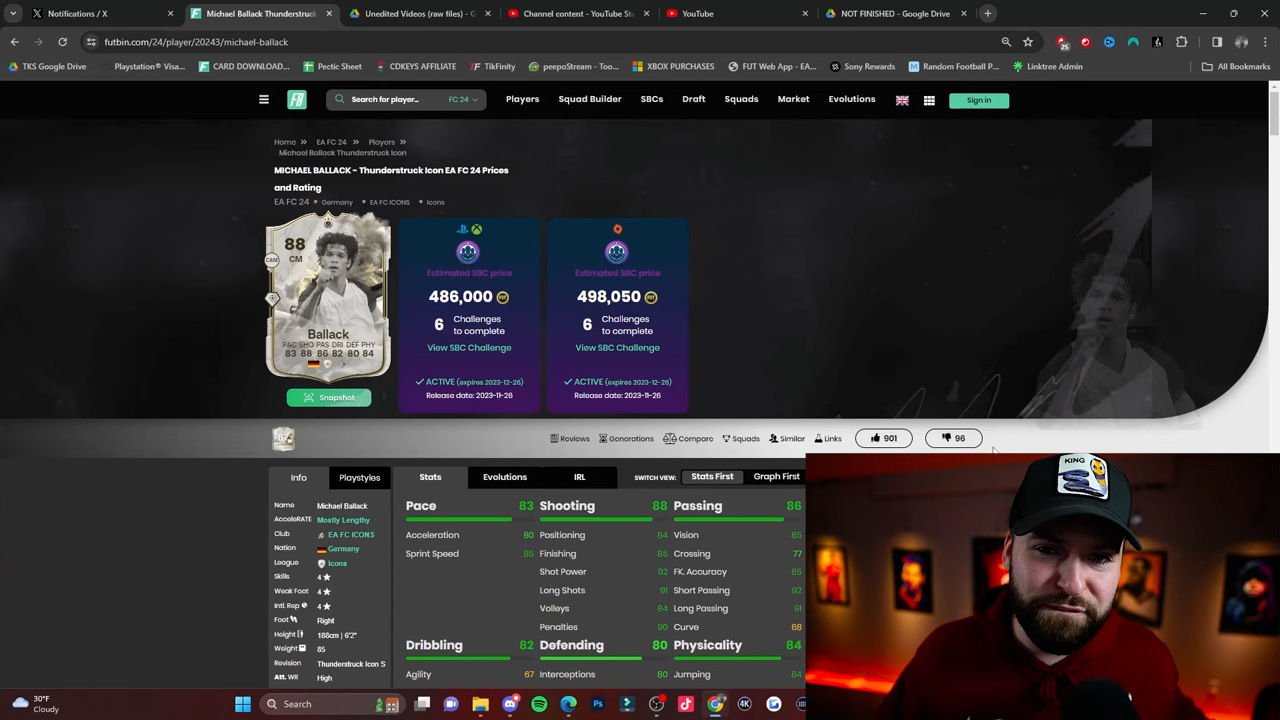 Notifications / X
Michael Ballack Thunderstruck
Unedited Videos (raw files) - G
Channel content - YouTube Stu
YouTube
NOT FINISHED - Google Drive
futbin.com/24/player/20243/michael-ballack
25
TKS Google Drive
Playstation® Visa...
CARD DOWNLOAD...
Pectic Sheet
CDKEYS AFFILIATE
TikFinity
peepoStream - Too...
XBOX PURCHASES
FUT Web App - EA...
Sony Rewards
Random Football P...
Linktree Admin
All Bookmarks
FB
Search for player...
FC 24
Players
Squad Builder
SBCs
Draft
Squads
Market
Evolutions
Sign in
Home » EA FC 24 » Players »
Michael Ballack Thunderstruck Icon
MICHAEL BALLACK - Thunderstruck Icon EA FC 24 Prices
and Rating
EA FC 24 • Germany • EA FC ICONS • Icons
88
CM
CAM
Ballack
PAC SHO PAS DRI DEF PHY
83 88 86 82 80 84
Snapshot
Estimated SBC price
486,000
6 Challenges
to complete
View SBC Challenge
ACTIVE (expires 2023-12-26)
Release date: 2023-11-26
Estimated SBC price
498,050
6 Challenges
to complete
View SBC Challenge
ACTIVE (expires 2023-12-26)
Release date: 2023-11-26
Reviews
Generations
Compare
Squads
Similar
Links
901
96
Info
Playstyles
Stats
Evolutions
IRL
SWITCH VIEW:
Stats First
Graph First
Name Michael Ballack
AcceleRATE Mostly Lengthy
Club EA FC ICONS
Nation Germany
League Icons
Skills 4
Weak Foot 4
Intl. Rep 4
Foot Right
Height 188cm | 6'2"
Weight 85
Revision Thunderstruck Icon S
Att. WR High
Pace 83
Acceleration 80
Sprint Speed 85
Shooting 88
Positioning 84
Finishing 85
Shot Power 92
Long Shots 91
Volleys 84
Penalties 90
Passing 86
Vision 85
Crossing 77
FK. Accuracy 85
Short Passing 92
Long Passing 91
Curve 68
Dribbling 82
Agility 67
Defending 80
Interceptions 80
Physicality 84
Jumping 84
KING
30°F
Cloudy
Search